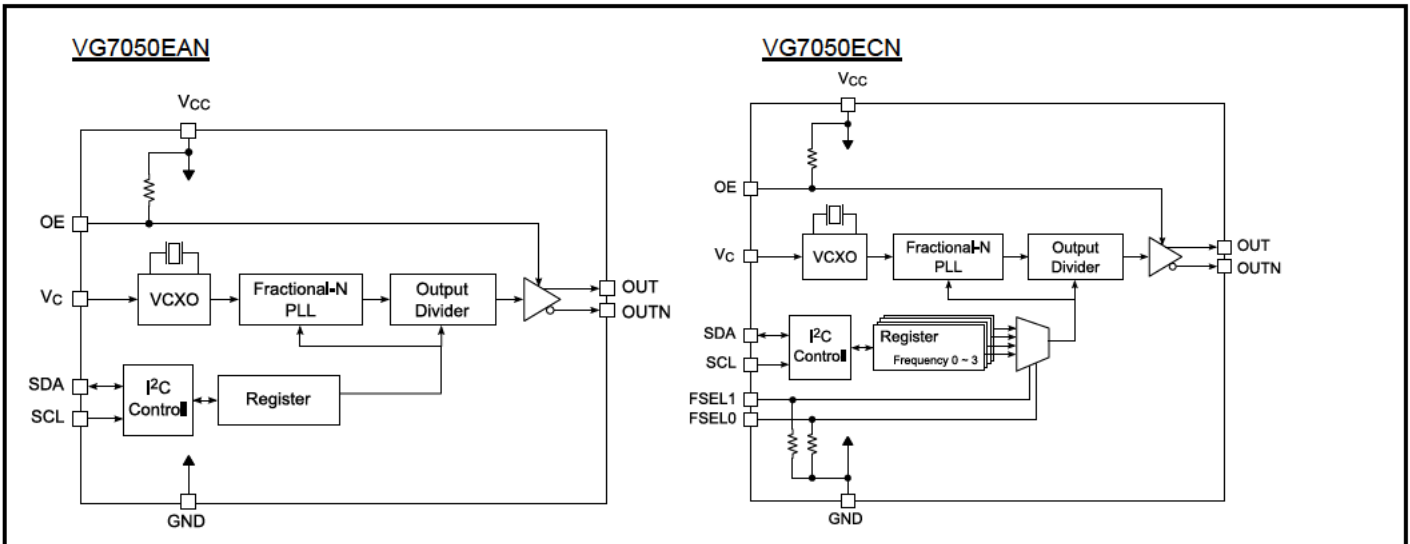 VG7050EAN
VCC
OE
VC
VCXO
Fractional-N
PLL
Output
Divider
OUT
OUTN
SDA
SCL
I²C
Control
Register
GND
VG7050ECN
VCC
OE
VC
VCXO
Fractional-N
PLL
Output
Divider
OUT
OUTN
SDA
SCL
I²C
Control
Register
Frequency 0 ~ 3
FSEL1
FSEL0
GND